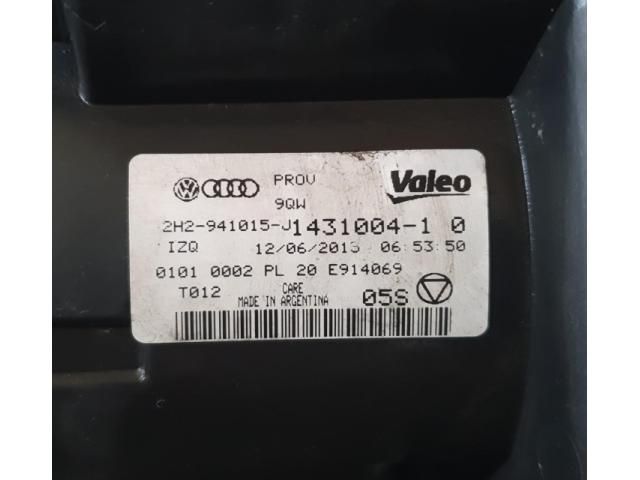 PROV Valeo
9QW
2H2-941015-J1431004-1 0
IZQ 12/06/2013 06:53:50
0101 0002 PL 20 E914069
T012 CARE 05S
MADE IN ARGENTINA